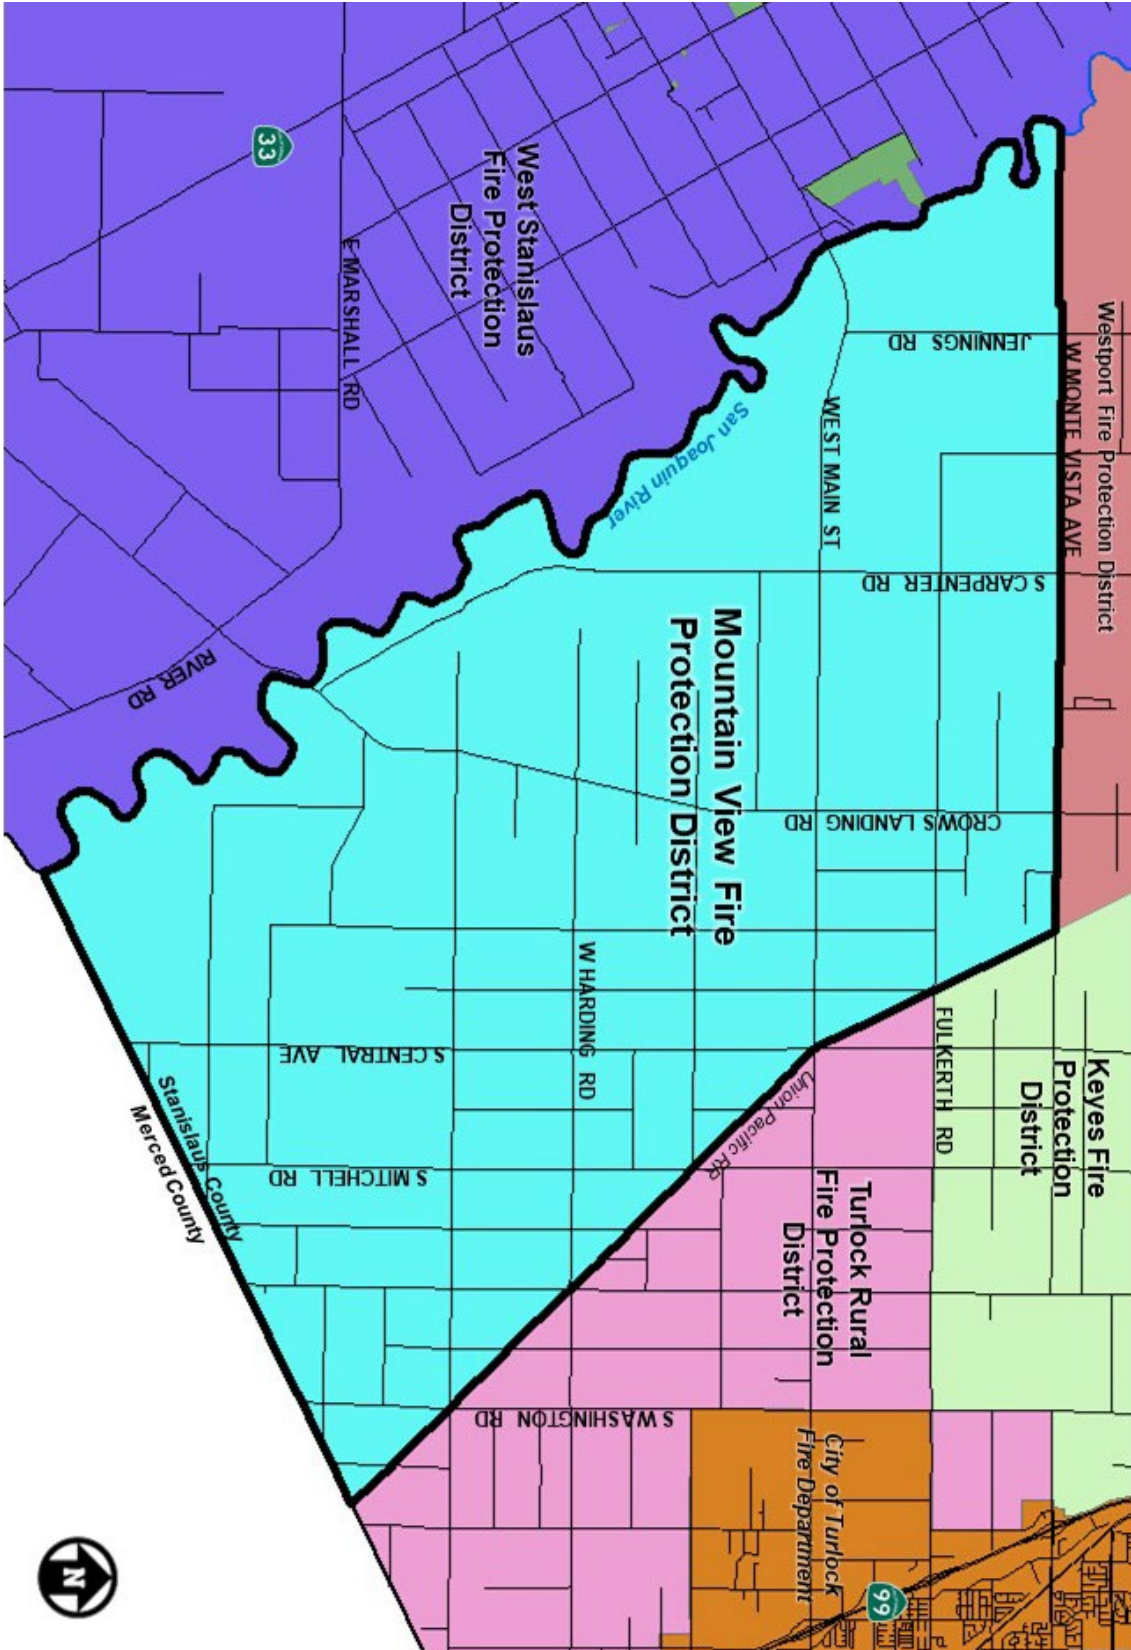 Westport Fire Protection District
W MONTE VISTA AVE
JENNINGS RD
S CARPENTER RD
CROWS LANDING RD
WEST MAIN ST
San Joaquin River
West Stanislaus
Fire Protection
District
33
E MARSHALL RD
RIVER RD
Mountain View Fire
Protection District
W HARDING RD
S CENTRAL AVE
S MITCHELL RD
Stanislaus County
Merced County
Union Pacific RR
FULKERTH RD
Keyes Fire
Protection
District
Turlock Rural
Fire Protection
District
S WASHINGTON RD
City of Turlock
Fire Department
99
N